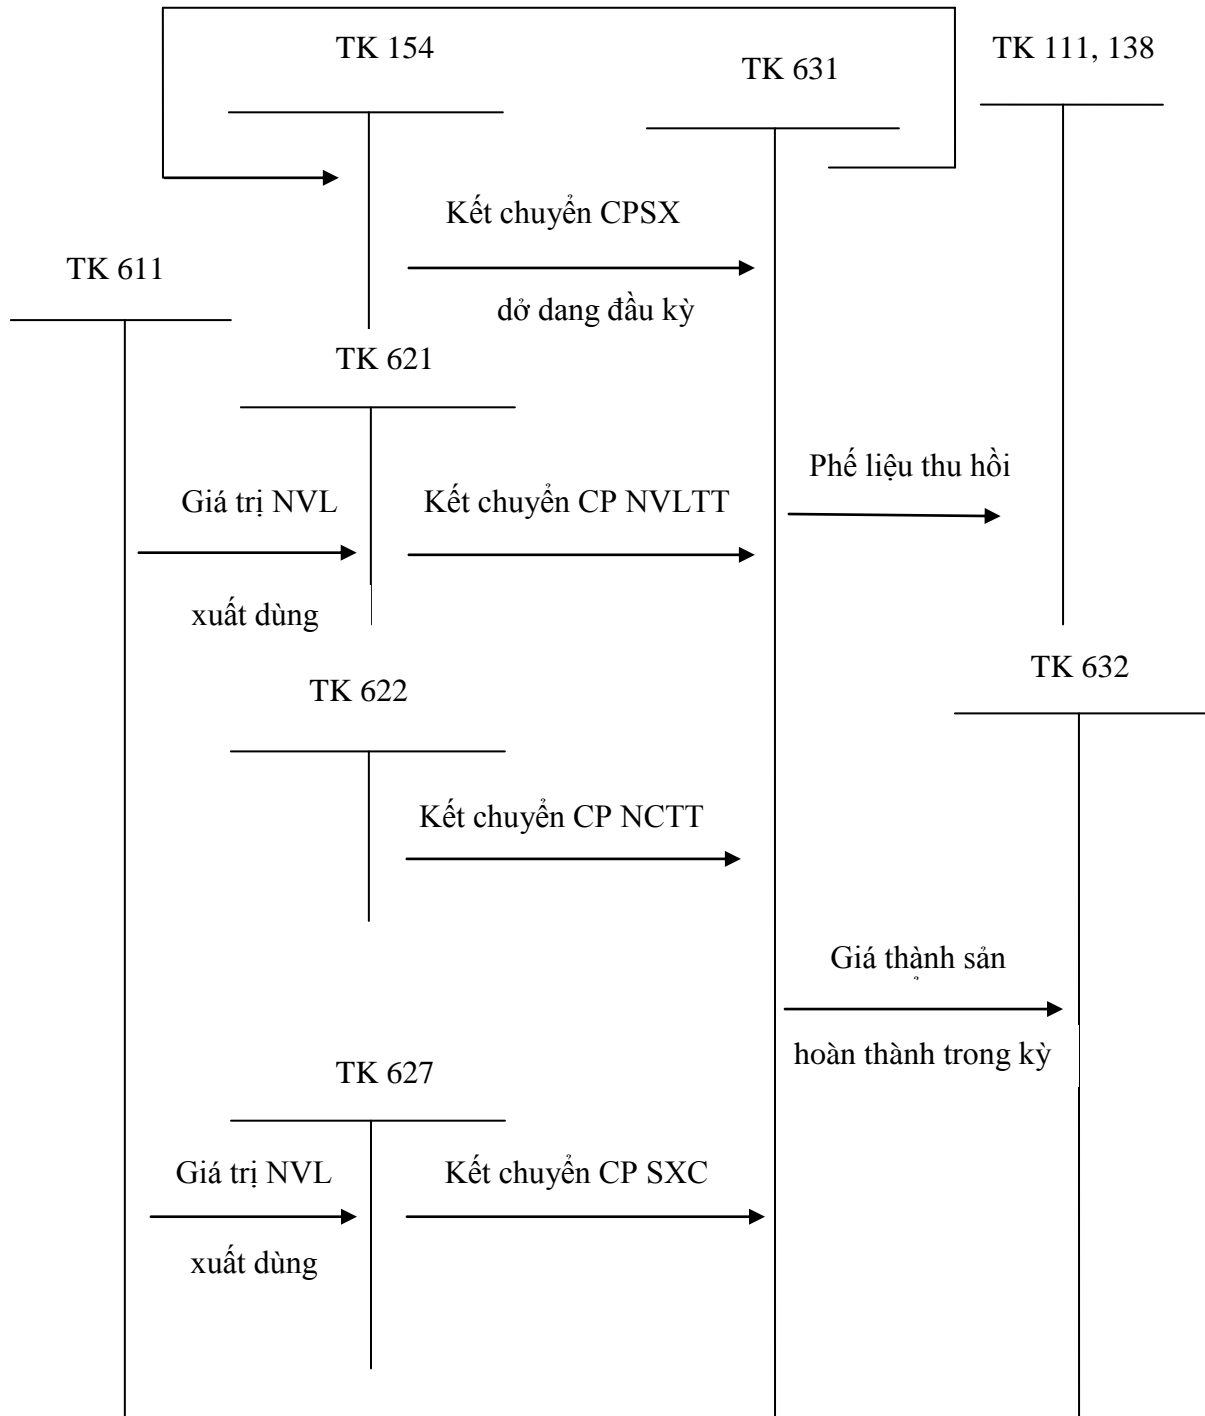 TK 154
TK 631
TK 111, 138
Kết chuyển CPSX
dở dang đầu kỳ
TK 611
TK 621
Giá trị NVL
xuất dùng
Kết chuyển CP NVLTT
Phế liệu thu hồi
TK 622
TK 632
Kết chuyển CP NCTT
Giá thành sản
hoàn thành trong kỳ
TK 627
Giá trị NVL
xuất dùng
Kết chuyển CP SXC